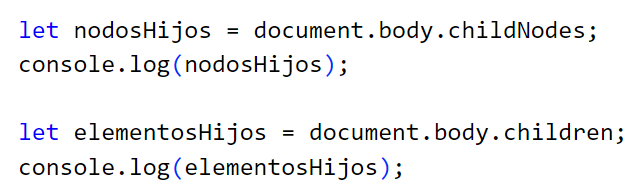 let nodosHijos = document.body.childNodes;
console.log(nodosHijos);
let elementosHijos = document.body.children;
console.log(elementosHijos);